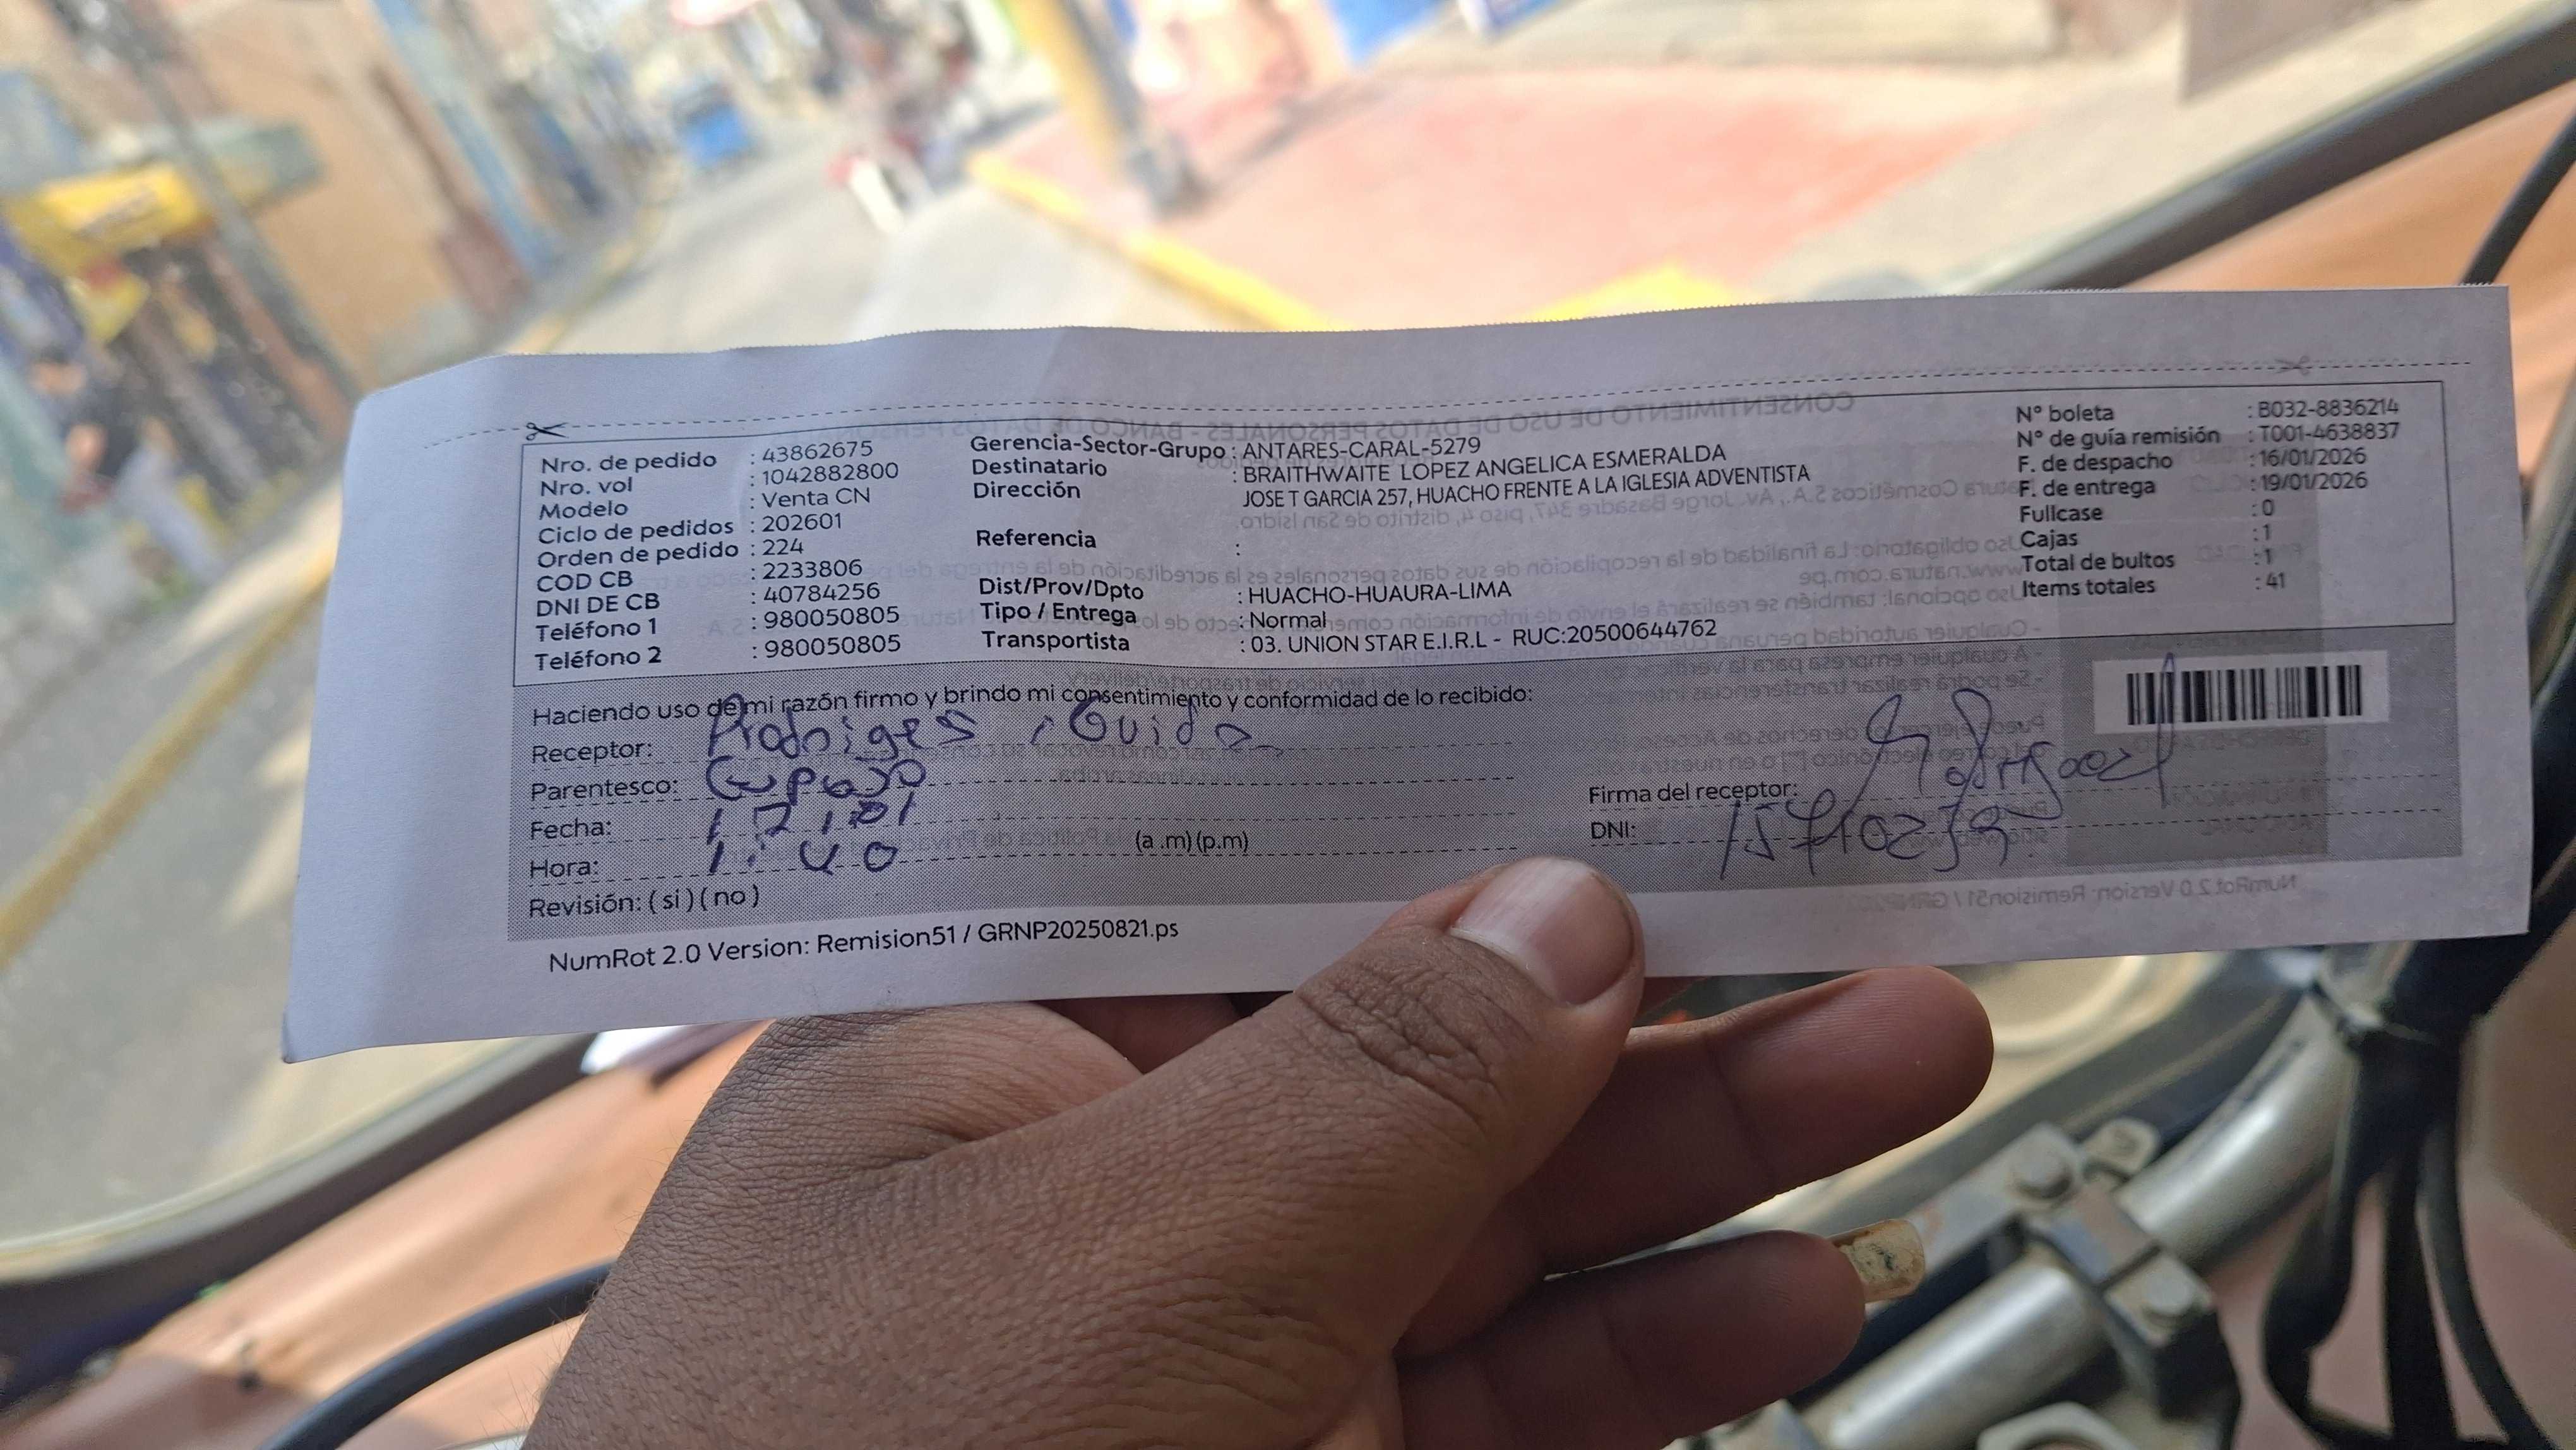 Nro. de pedido : 43862675
Nro. vol : 1042882800
Modelo : Venta CN
Ciclo de pedidos : 202601
Orden de pedido : 224
COD CB : 2233806
DNI DE CB : 40784256
Teléfono 1 : 980050805
Teléfono 2 : 980050805
Gerencia-Sector-Grupo : ANTARES-CARAL-5279
Destinatario : BRAITHWAITE LOPEZ ANGELICA ESMERALDA
Dirección JOSE T GARCIA 257, HUACHO FRENTE A LA IGLESIA ADVENTISTA
Referencia :
Dist/Prov/Dpto : HUACHO-HUAURA-LIMA
Tipo / Entrega : Normal
Transportista : 03. UNION STAR E.I.R.L - RUC:20500644762
N° boleta : B032-8836214
N° de guía remisión : T001-4638837
F. de despacho : 16/01/2026
F. de entrega : 19/01/2026
Fullcase : 0
Cajas : 1
Total de bultos : 1
Items totales : 41
Haciendo uso de mi razón firmo y brindo mi consentimiento y conformidad de lo recibido:
Receptor: Guido
Parentesco:
Fecha: 17,01
Hora: 1:40 (a .m) (p.m)
Revisión: ( si ) ( no )
Firma del receptor:
DNI:
NumRot 2.0 Version: Remision51 / GRNP20250821.ps